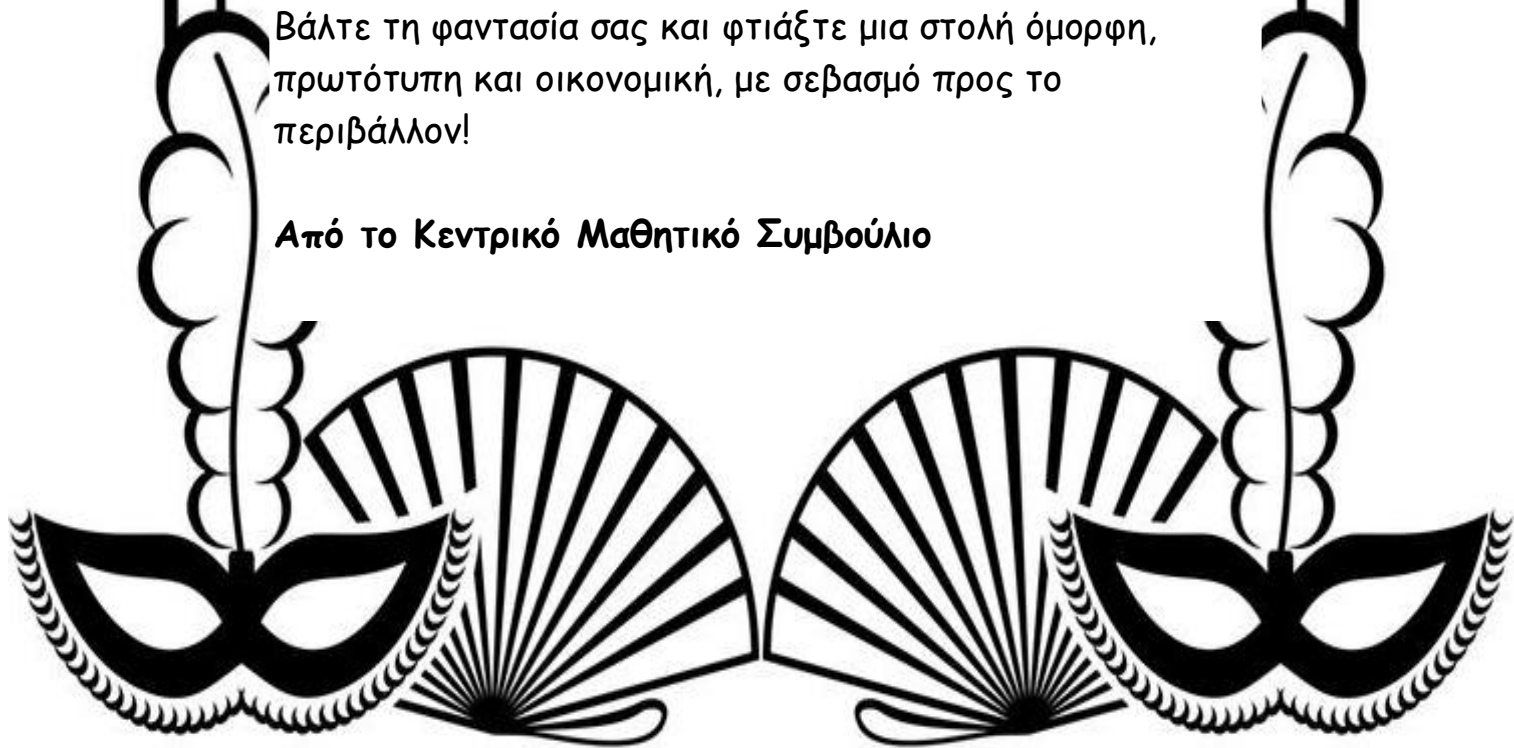 Βάλτε τη φαντασία σας και φτιάξτε μια στολή όμορφη,
πρωτότυπη και οικονομική, με σεβασμό προς το
περιβάλλον!
Από το Κεντρικό Μαθητικό Συμβούλιο